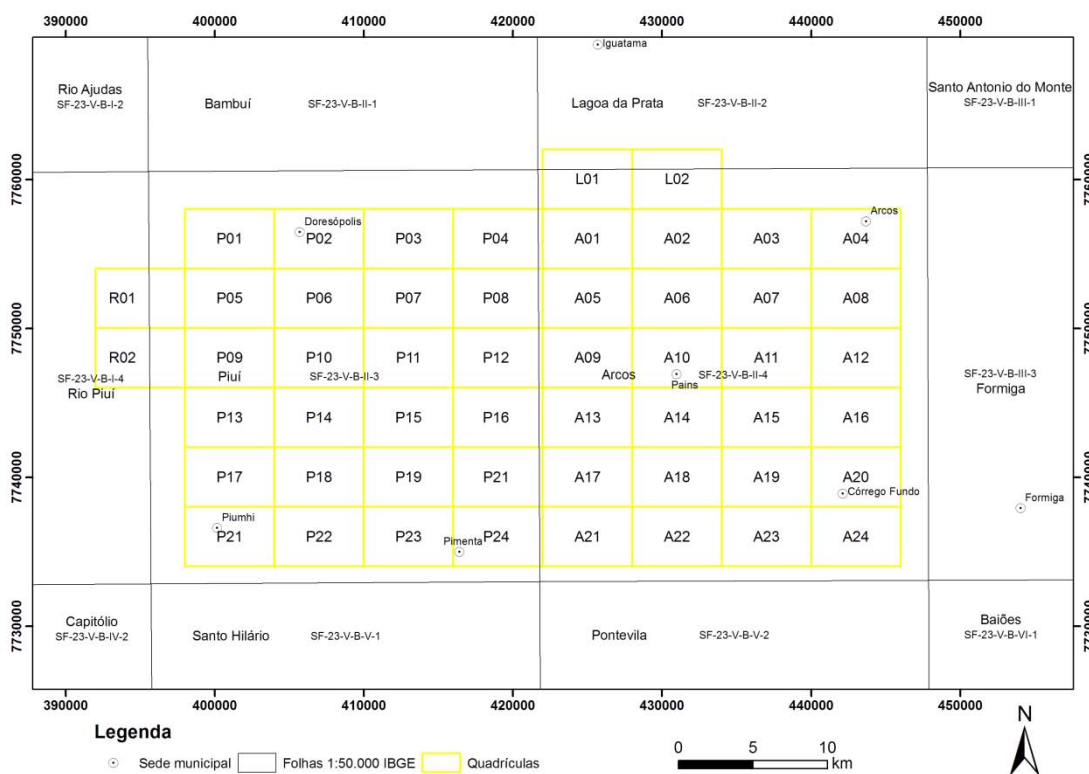 390000 400000 410000 420000 430000 440000 450000
Iguatama
Rio Ajudas
SF-23-V-B-I-2
Bambuí SF-23-V-B-II-1
Lagoa da Prata SF-23-V-B-II-2
Santo Antonio do Monte
SF-23-V-B-III-1
7760000 7760000
L01 L02
Doresópolis Arcos
P01 P02 P03 P04 A01 A02 A03 A04
R01 P05 P06 P07 P08 A05 A06 A07 A08
7750000 7750000
R02 P09 P10 P11 P12 A09 A10 A11 A12
SF-23-V-B-I-4
Rio Piuí
Piuí SF-23-V-B-II-3
Arcos SF-23-V-B-II-4
Pains
SF-23-V-B-III-3
Formiga
P13 P14 P15 P16 A13 A14 A15 A16
P17 P18 P19 P21 A17 A18 A19 A20
7740000 7740000
Córrego Fundo
Formiga
Piumhi
P21 P22 P23 P24 A21 A22 A23 A24
Pimenta
Capitólio
SF-23-V-B-IV-2
Santo Hilário SF-23-V-B-V-1
Pontevila SF-23-V-B-V-2
Baiões
SF-23-V-B-VI-1
7730000 7730000
390000 400000 410000 420000 430000 440000 450000
Legenda
Sede municipal Folhas 1:50.000 IBGE Quadrículas
0 5 10
km
N